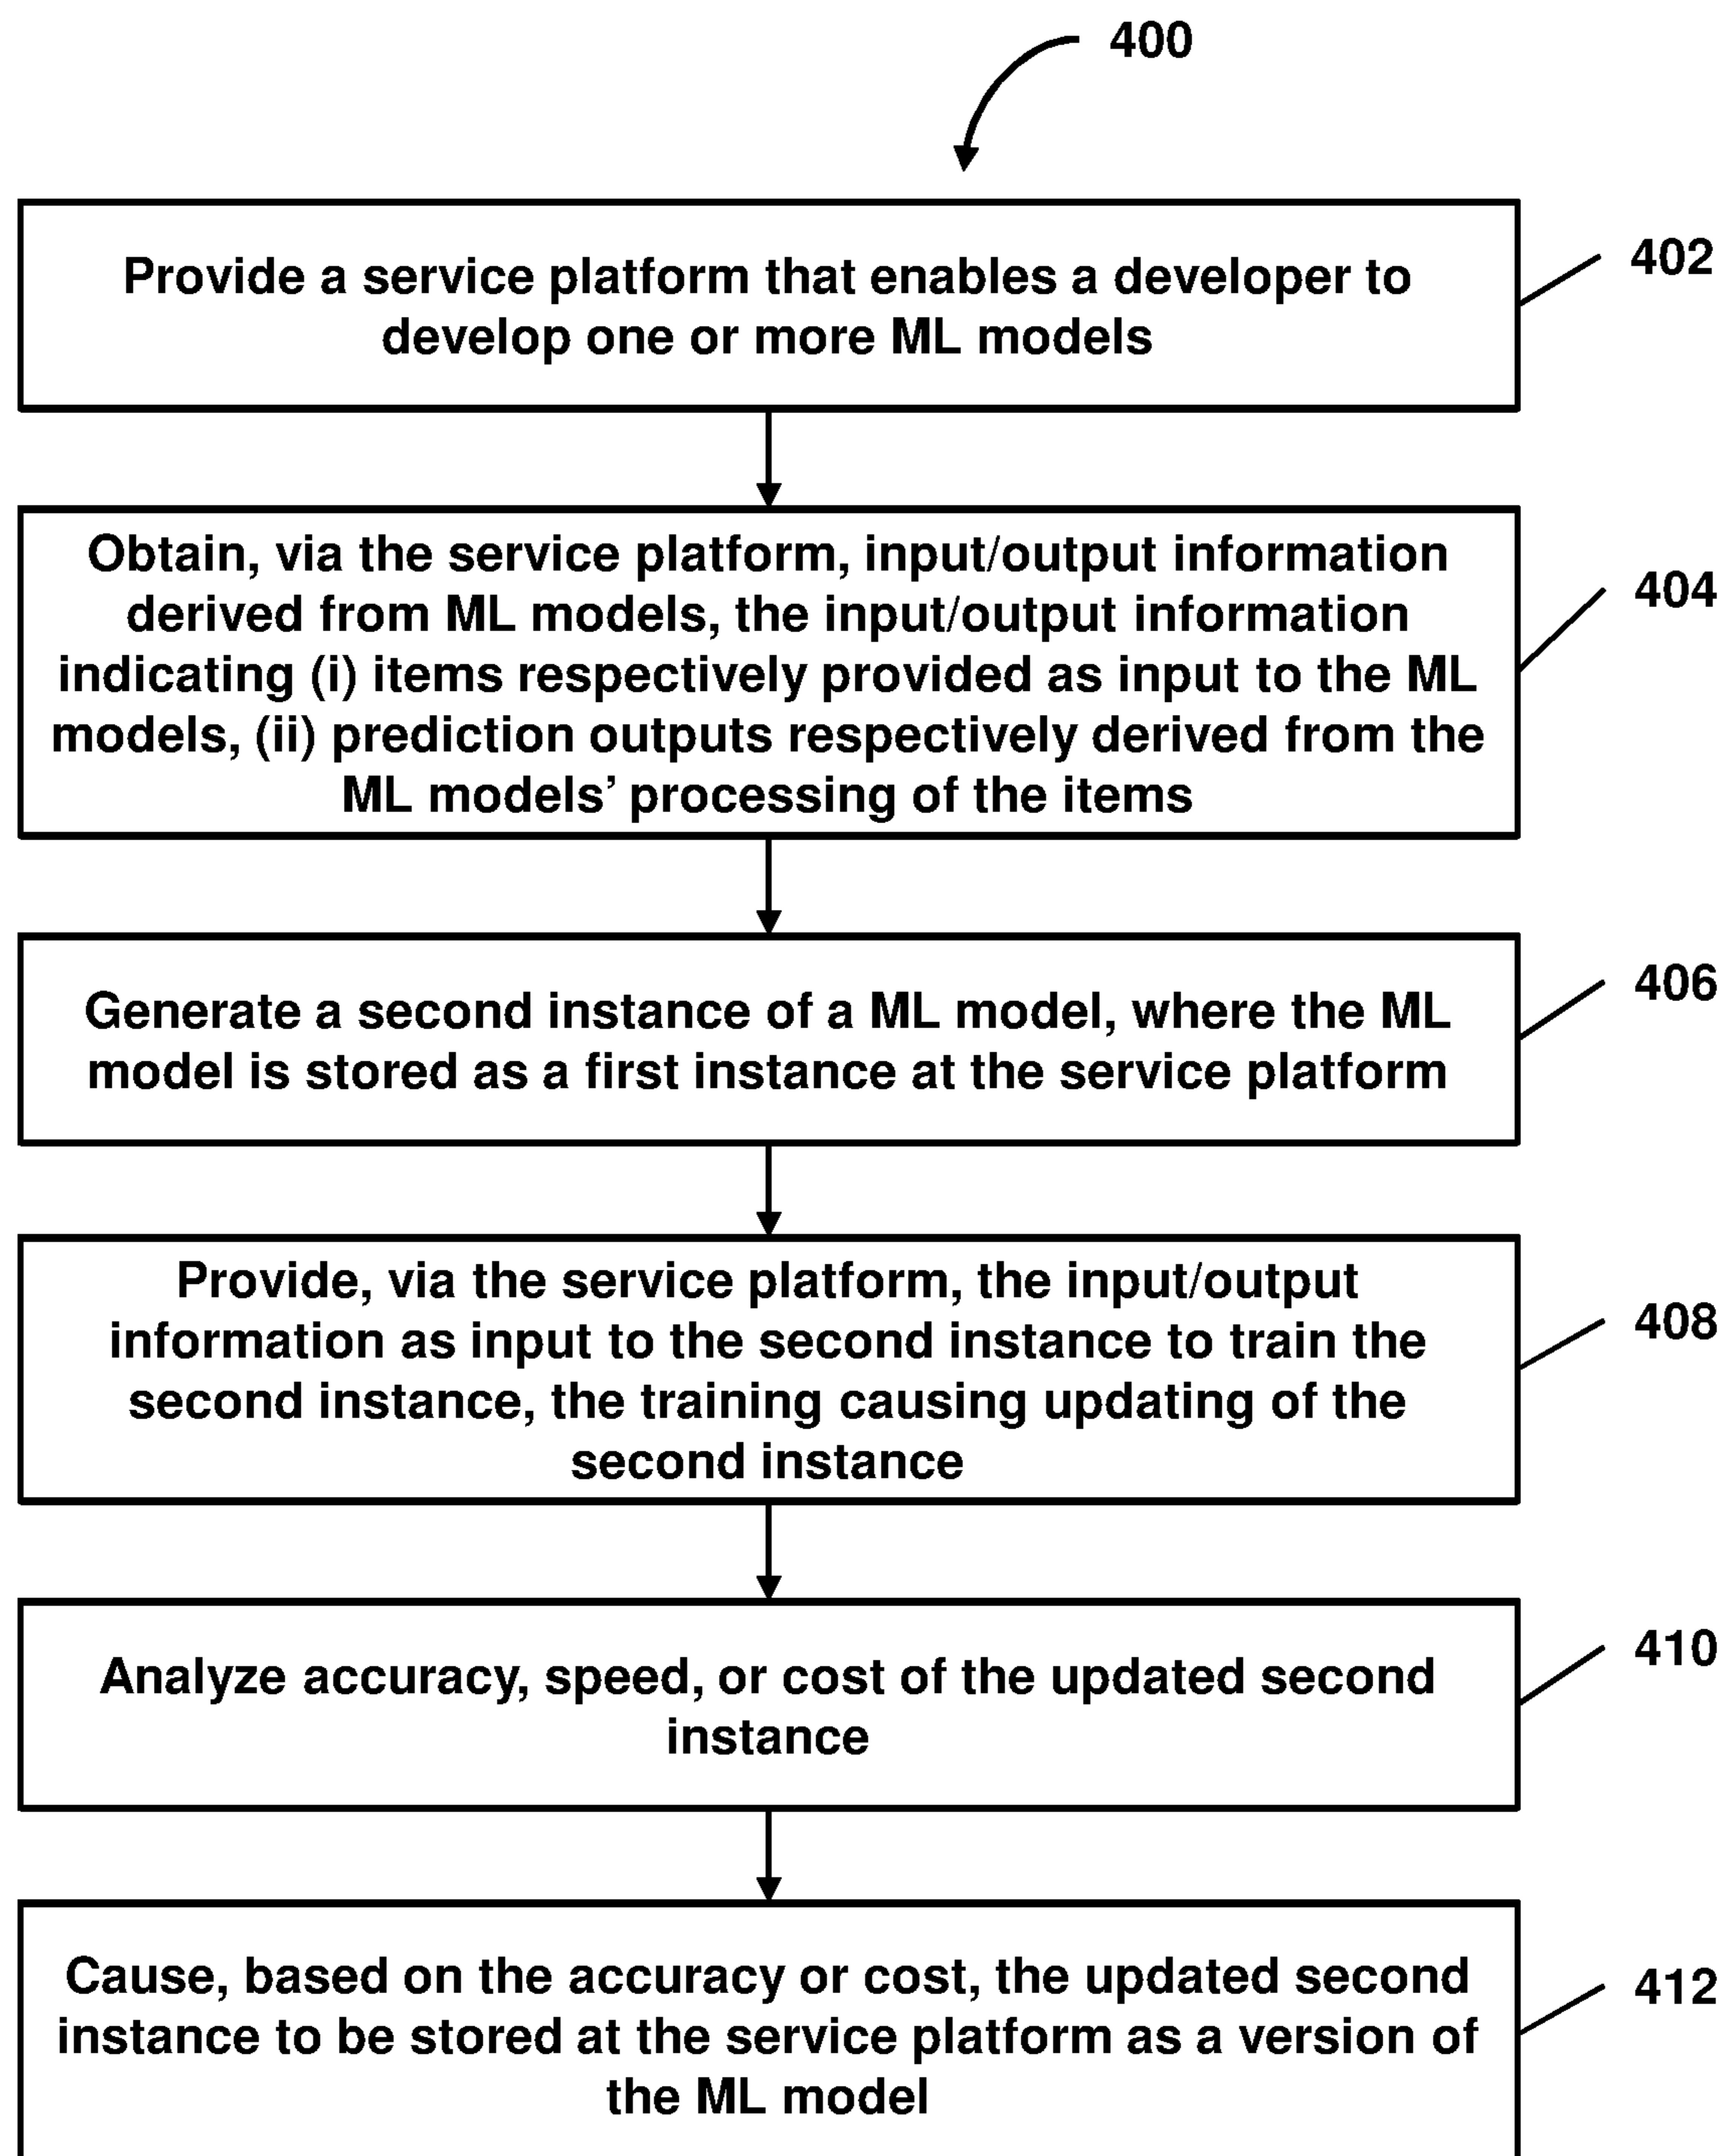 400
Provide a service platform that enables a developer to
develop one or more ML models
402
Obtain, via the service platform, input/output information
derived from ML models, the input/output information
indicating (i) items respectively provided as input to the ML
models, (ii) prediction outputs respectively derived from the
ML models’ processing of the items
404
Generate a second instance of a ML model, where the ML
model is stored as a first instance at the service platform
406
Provide, via the service platform, the input/output
information as input to the second instance to train the
second instance, the training causing updating of the
second instance
408
Analyze accuracy, speed, or cost of the updated second
instance
410
Cause, based on the accuracy or cost, the updated second
instance to be stored at the service platform as a version of
the ML model
412